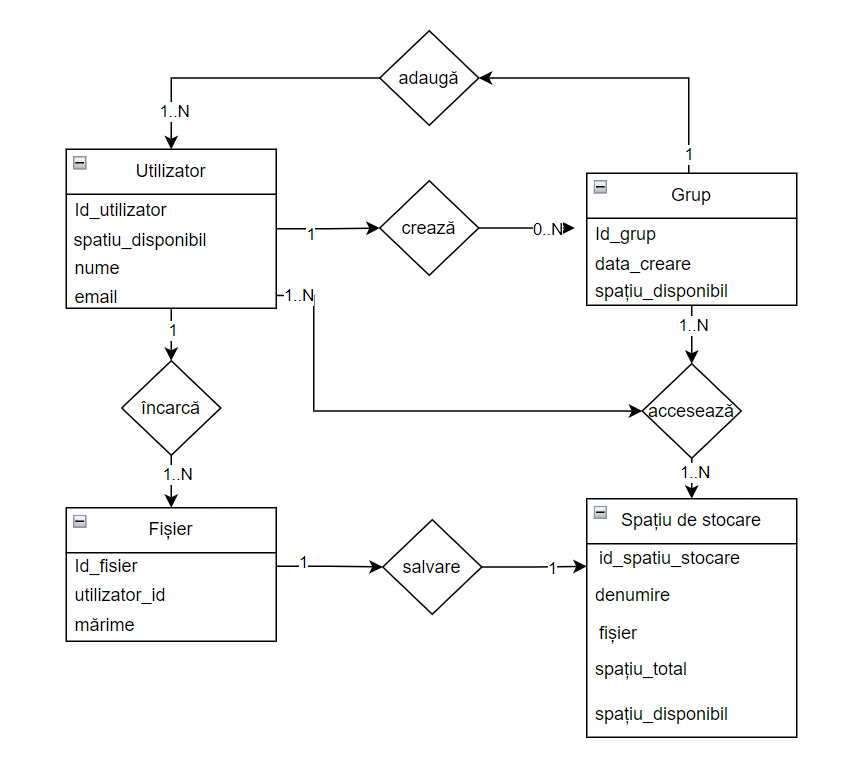 adaugă
1..N
1
Utilizator
Id_utilizator
spatiu_disponibil
nume
email
1
crează
0..N
Grup
Id_grup
data_creare
spațiu_disponibil
1..N
1
1..N
încarcă
accesează
1..N
1..N
Fișier
Id_fisier
utilizator_id
mărime
1
salvare
1
Spațiu de stocare
id_spatiu_stocare
denumire
fișier
spațiu_total
spațiu_disponibil